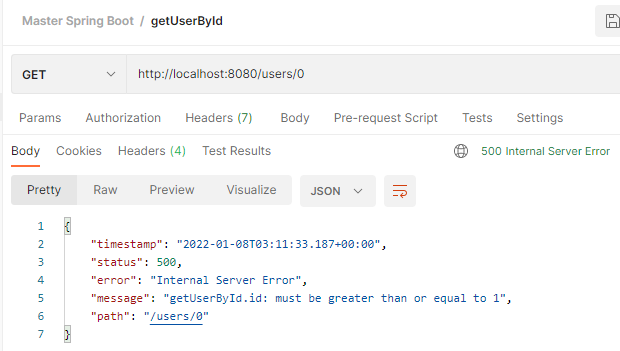 Master Spring Boot / getUserById
GET http://localhost:8080/users/0
Params Authorization Headers (7) Body Pre-request Script Tests Settings
Body Cookies Headers (4) Test Results 500 Internal Server Error
Pretty Raw Preview Visualize JSON
1 {
2 "timestamp": "2022-01-08T03:11:33.187+00:00",
3 "status": 500,
4 "error": "Internal Server Error",
5 "message": "getUserById.id: must be greater than or equal to 1",
6 "path": "/users/0"
7 }